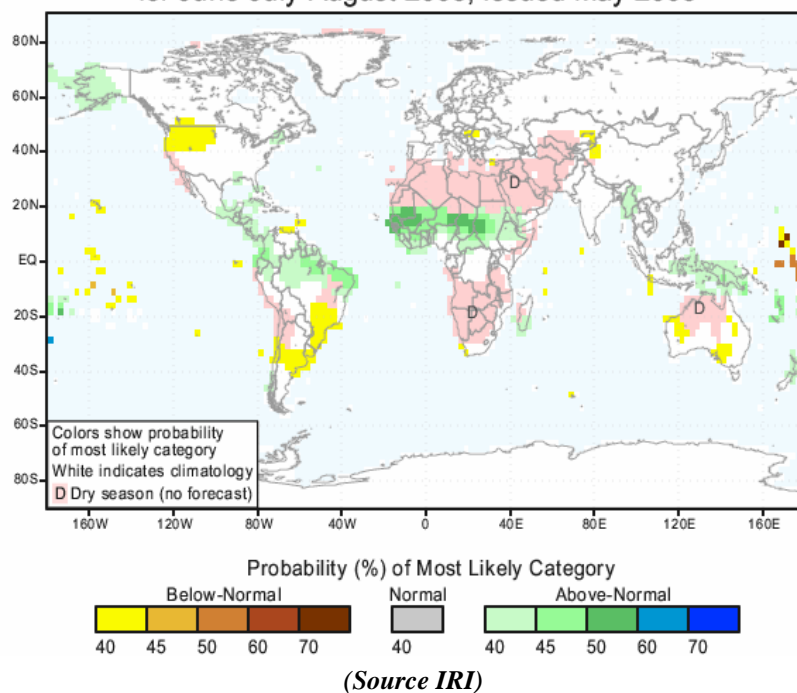 80N
60N
40N
20N
EQ
20S
40S
60S
80S
D
D
D
Colors show probability
of most likely category
White indicates climatology
D Dry season (no forecast)
160W 120W 80W 40W 0 40E 80E 120E 160E
Probability (%) of Most Likely Category
Below-Normal Normal Above-Normal
40 45 50 60 70 40 40 45 50 60 70
(Source IRI)